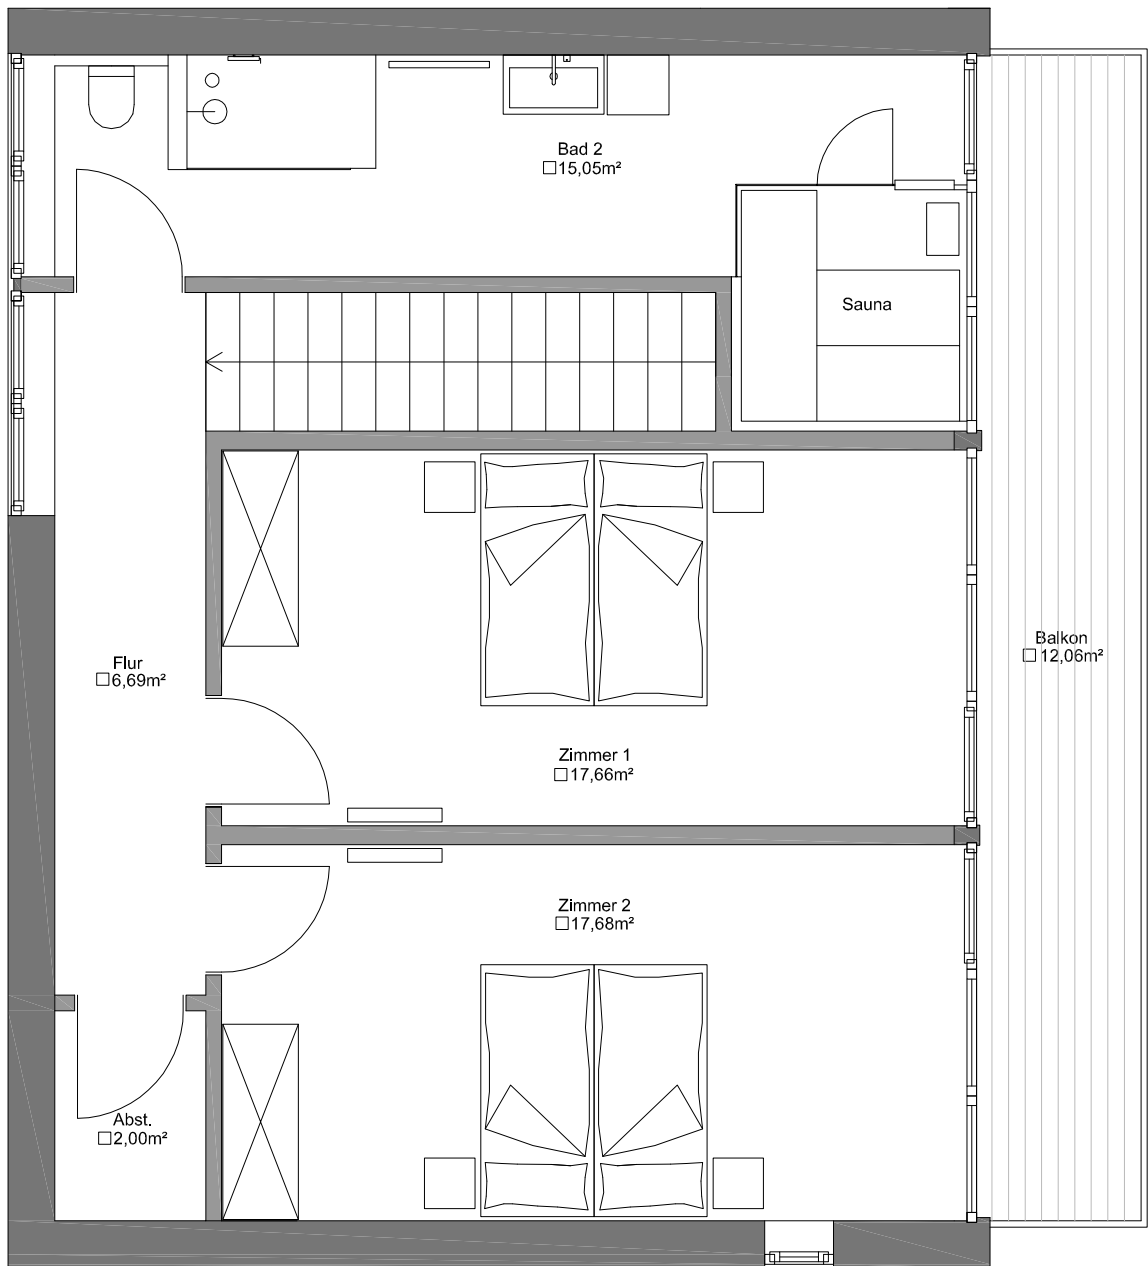 Bad 2
15,05m²
Sauna
Balkon
12,06m²
Flur
6,69m²
Zimmer 1
17,66m²
Zimmer 2
17,68m²
Abst.
2,00m²